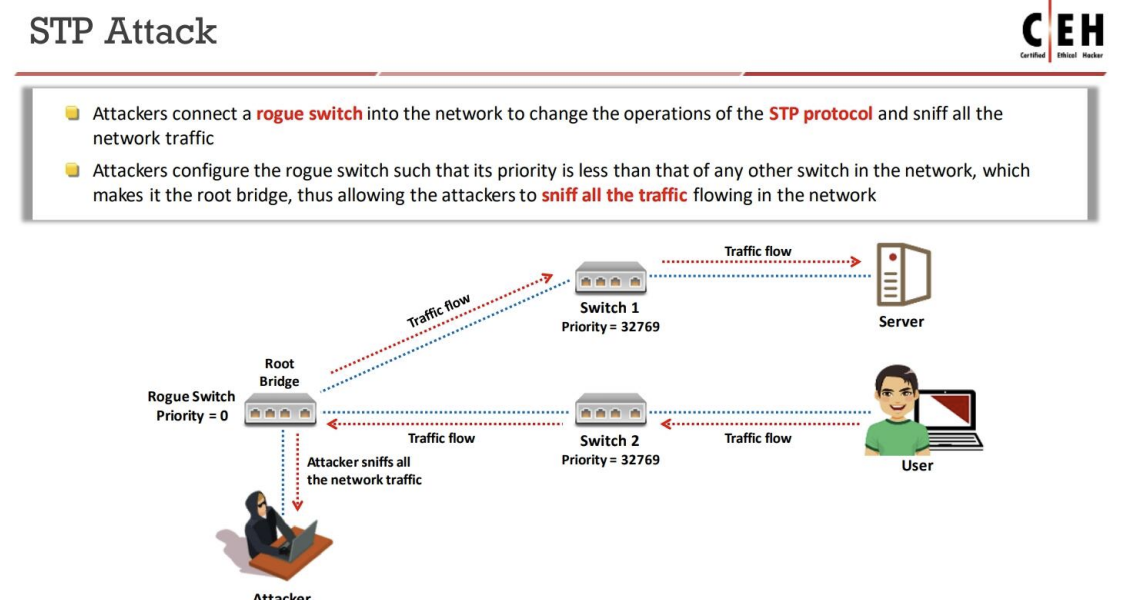 STP Attack
CEH
Certified Ethical Hacker
Attackers connect a rogue switch into the network to change the operations of the STP protocol and sniff all the
network traffic
Attackers configure the rogue switch such that its priority is less than that of any other switch in the network, which
makes it the root bridge, thus allowing the attackers to sniff all the traffic flowing in the network
Traffic flow
Traffic flow
Switch 1
Priority = 32769
Server
Root
Bridge
Rogue Switch
Priority = 0
Traffic flow
Switch 2
Priority = 32769
Traffic flow
User
Attacker sniffs all
the network traffic
Attacker